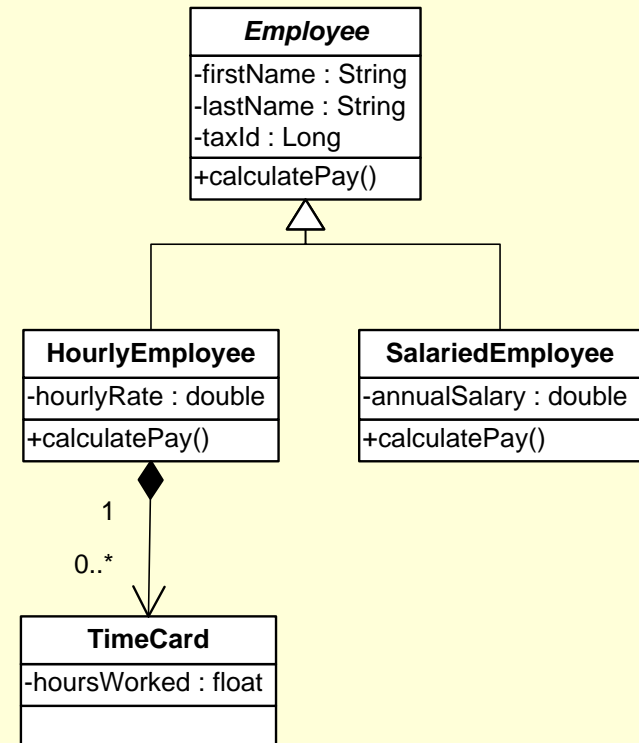 Employee
-firstName : String
-lastName : String
-taxId : Long
+calculatePay()
HourlyEmployee
-hourlyRate : double
+calculatePay()
SalariedEmployee
-annualSalary : double
+calculatePay()
1
0..*
TimeCard
-hoursWorked : float